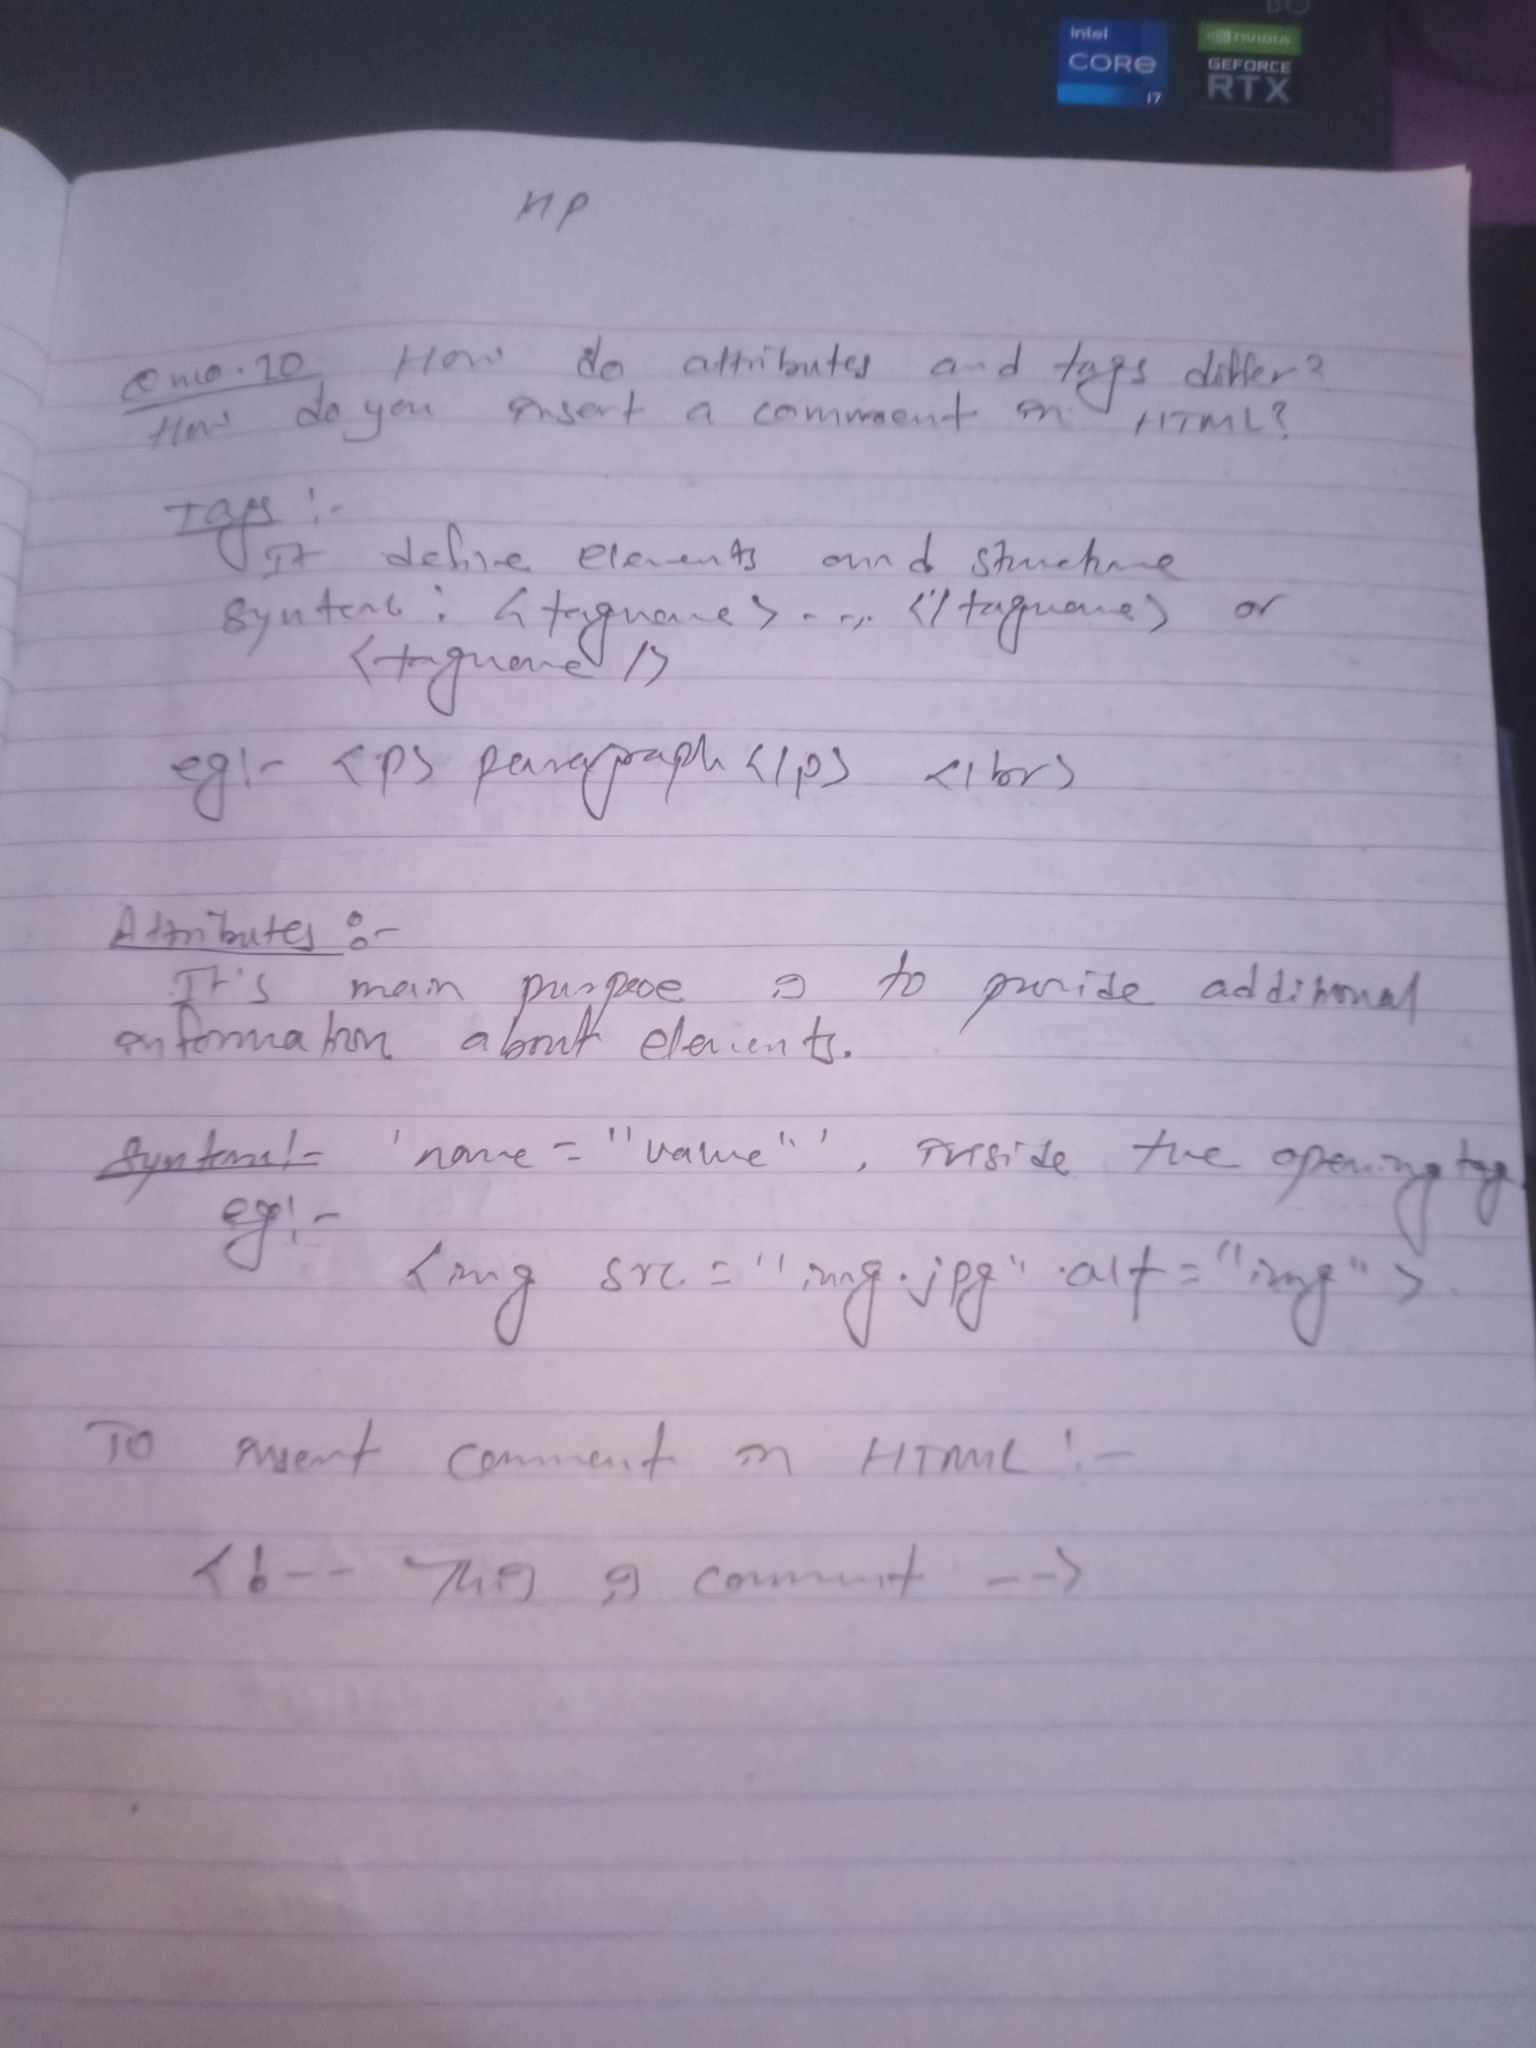 intel
CORE
i7
NVIDIA
GEFORCE
RTX
Q no. 10 How do attributes and tags differ?
How do you insert a comment in HTML?
Tags :-
It define elements and structure
Syntax : <tagname> .... </tagname> or
<tagname />
eg:- <p> paragraph </p> </br>
Attributes :-
It's main purpose is to provide additional
information about elements.
Syntax:- 'name = "value"', inside the opening tag
eg:-
<img src = "img.jpg" alt = "img" >
To insert comment in HTML :-
<!-- This is comment -->